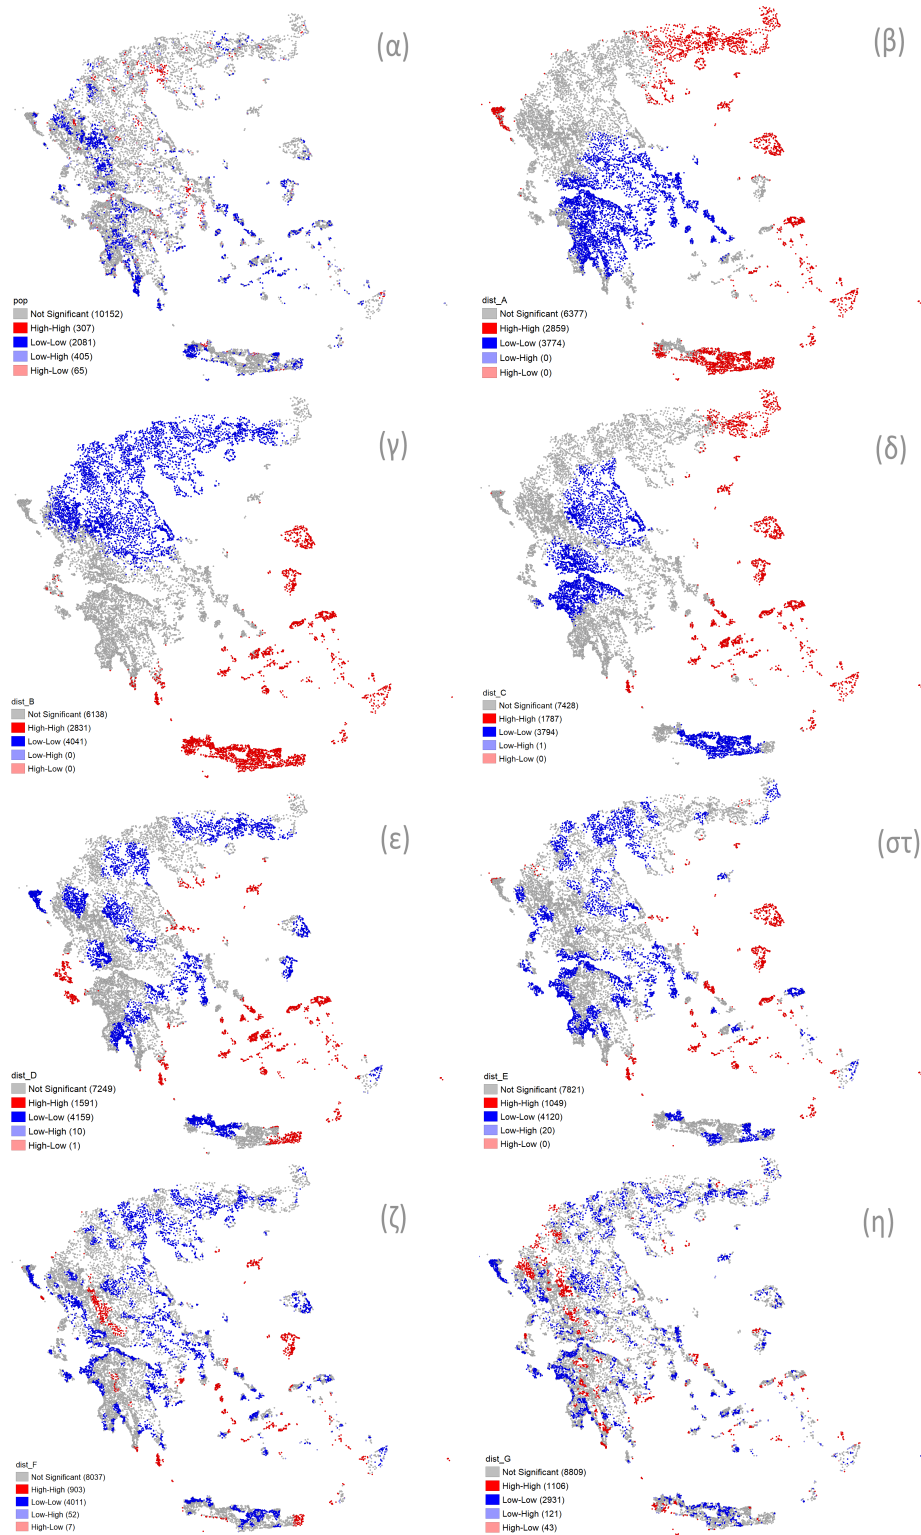 (α)
pop
Not Significant (10152)
High-High (307)
Low-Low (2081)
Low-High (405)
High-Low (65)
(β)
dist_A
Not Significant (6377)
High-High (2859)
Low-Low (3774)
Low-High (0)
High-Low (0)
(γ)
dist_B
Not Significant (6138)
High-High (2831)
Low-Low (4041)
Low-High (0)
High-Low (0)
(δ)
dist_C
Not Significant (7428)
High-High (1787)
Low-Low (3794)
Low-High (1)
High-Low (0)
(ε)
dist_D
Not Significant (7249)
High-High (1591)
Low-Low (4159)
Low-High (10)
High-Low (1)
(στ)
dist_E
Not Significant (7821)
High-High (1049)
Low-Low (4120)
Low-High (20)
High-Low (0)
(ζ)
dist_F
Not Significant (8037)
High-High (903)
Low-Low (4011)
Low-High (52)
High-Low (7)
(η)
dist_G
Not Significant (8809)
High-High (1106)
Low-Low (2931)
Low-High (121)
High-Low (43)